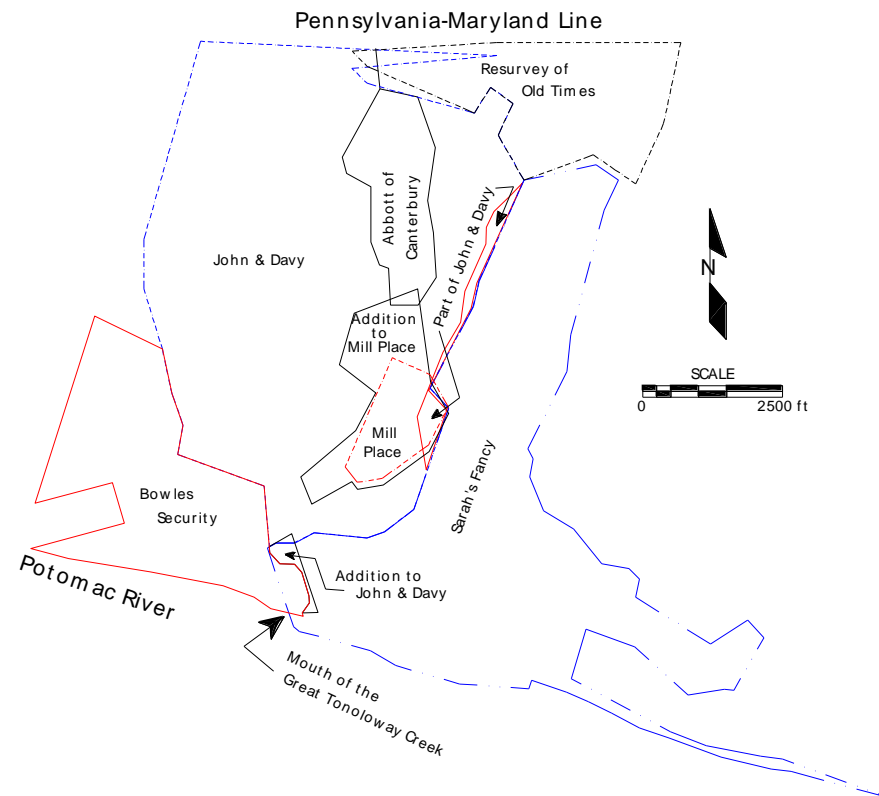 Pennsylvania-Maryland Line
Resurvey of
Old Times
Abbott of
Canterbury
Part of John & Davy
John & Davy
N
Addition
to
Mill Place
SCALE
0 2500 ft
Mill
Place
Sarah's Fancy
Bowles
Security
Potomac River
Addition to
John & Davy
Mouth of the
Great Tonoloway Creek